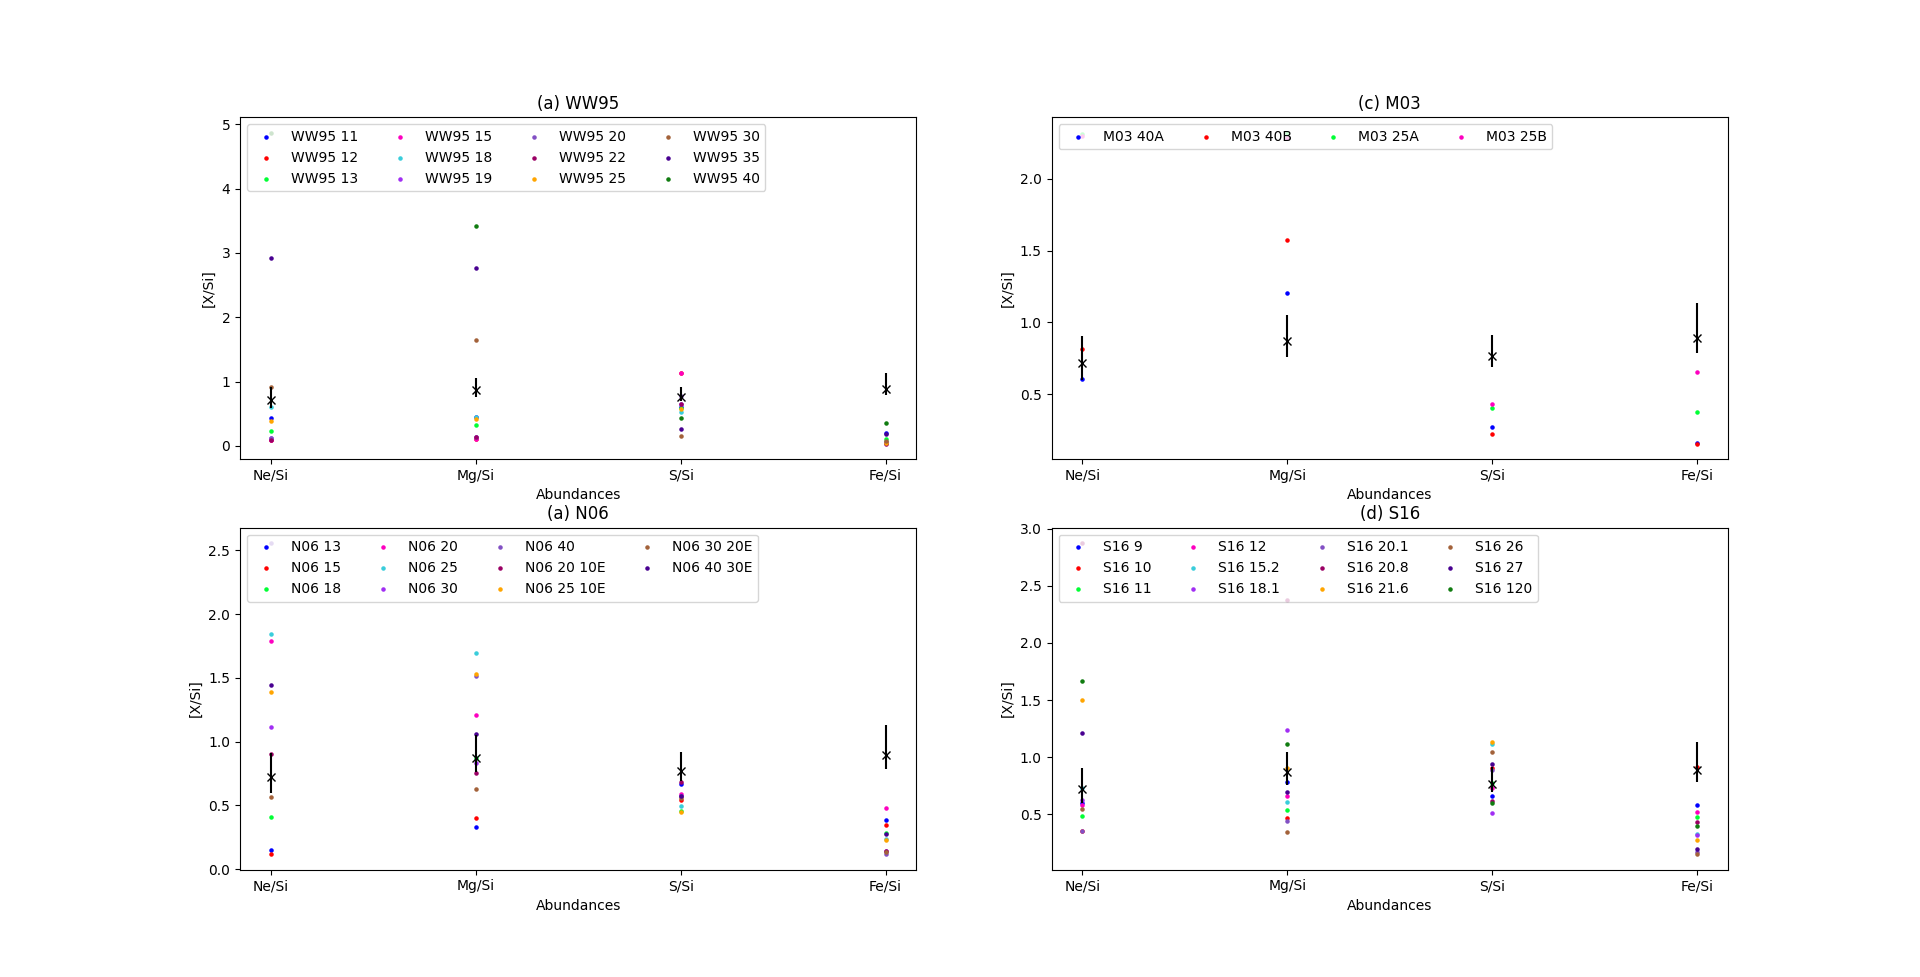 (a) WW95
WW95 11 WW95 15 WW95 20 WW95 30
WW95 12 WW95 18 WW95 22 WW95 35
WW95 13 WW95 19 WW95 25 WW95 40
5
4
3
2
1
0
[X/Si]
Ne/Si Mg/Si S/Si Fe/Si
Abundances
(c) M03
M03 40A M03 40B M03 25A M03 25B
2.0
1.5
1.0
0.5
[X/Si]
Ne/Si Mg/Si S/Si Fe/Si
Abundances
(a) N06
N06 13 N06 20 N06 40 N06 30 20E
N06 15 N06 25 N06 20 10E N06 40 30E
N06 18 N06 30 N06 25 10E
2.5
2.0
1.5
1.0
0.5
0.0
[X/Si]
Ne/Si Mg/Si S/Si Fe/Si
Abundances
(d) S16
S16 9 S16 12 S16 20.1 S16 26
S16 10 S16 15.2 S16 20.8 S16 27
S16 11 S16 18.1 S16 21.6 S16 120
3.0
2.5
2.0
1.5
1.0
0.5
[X/Si]
Ne/Si Mg/Si S/Si Fe/Si
Abundances